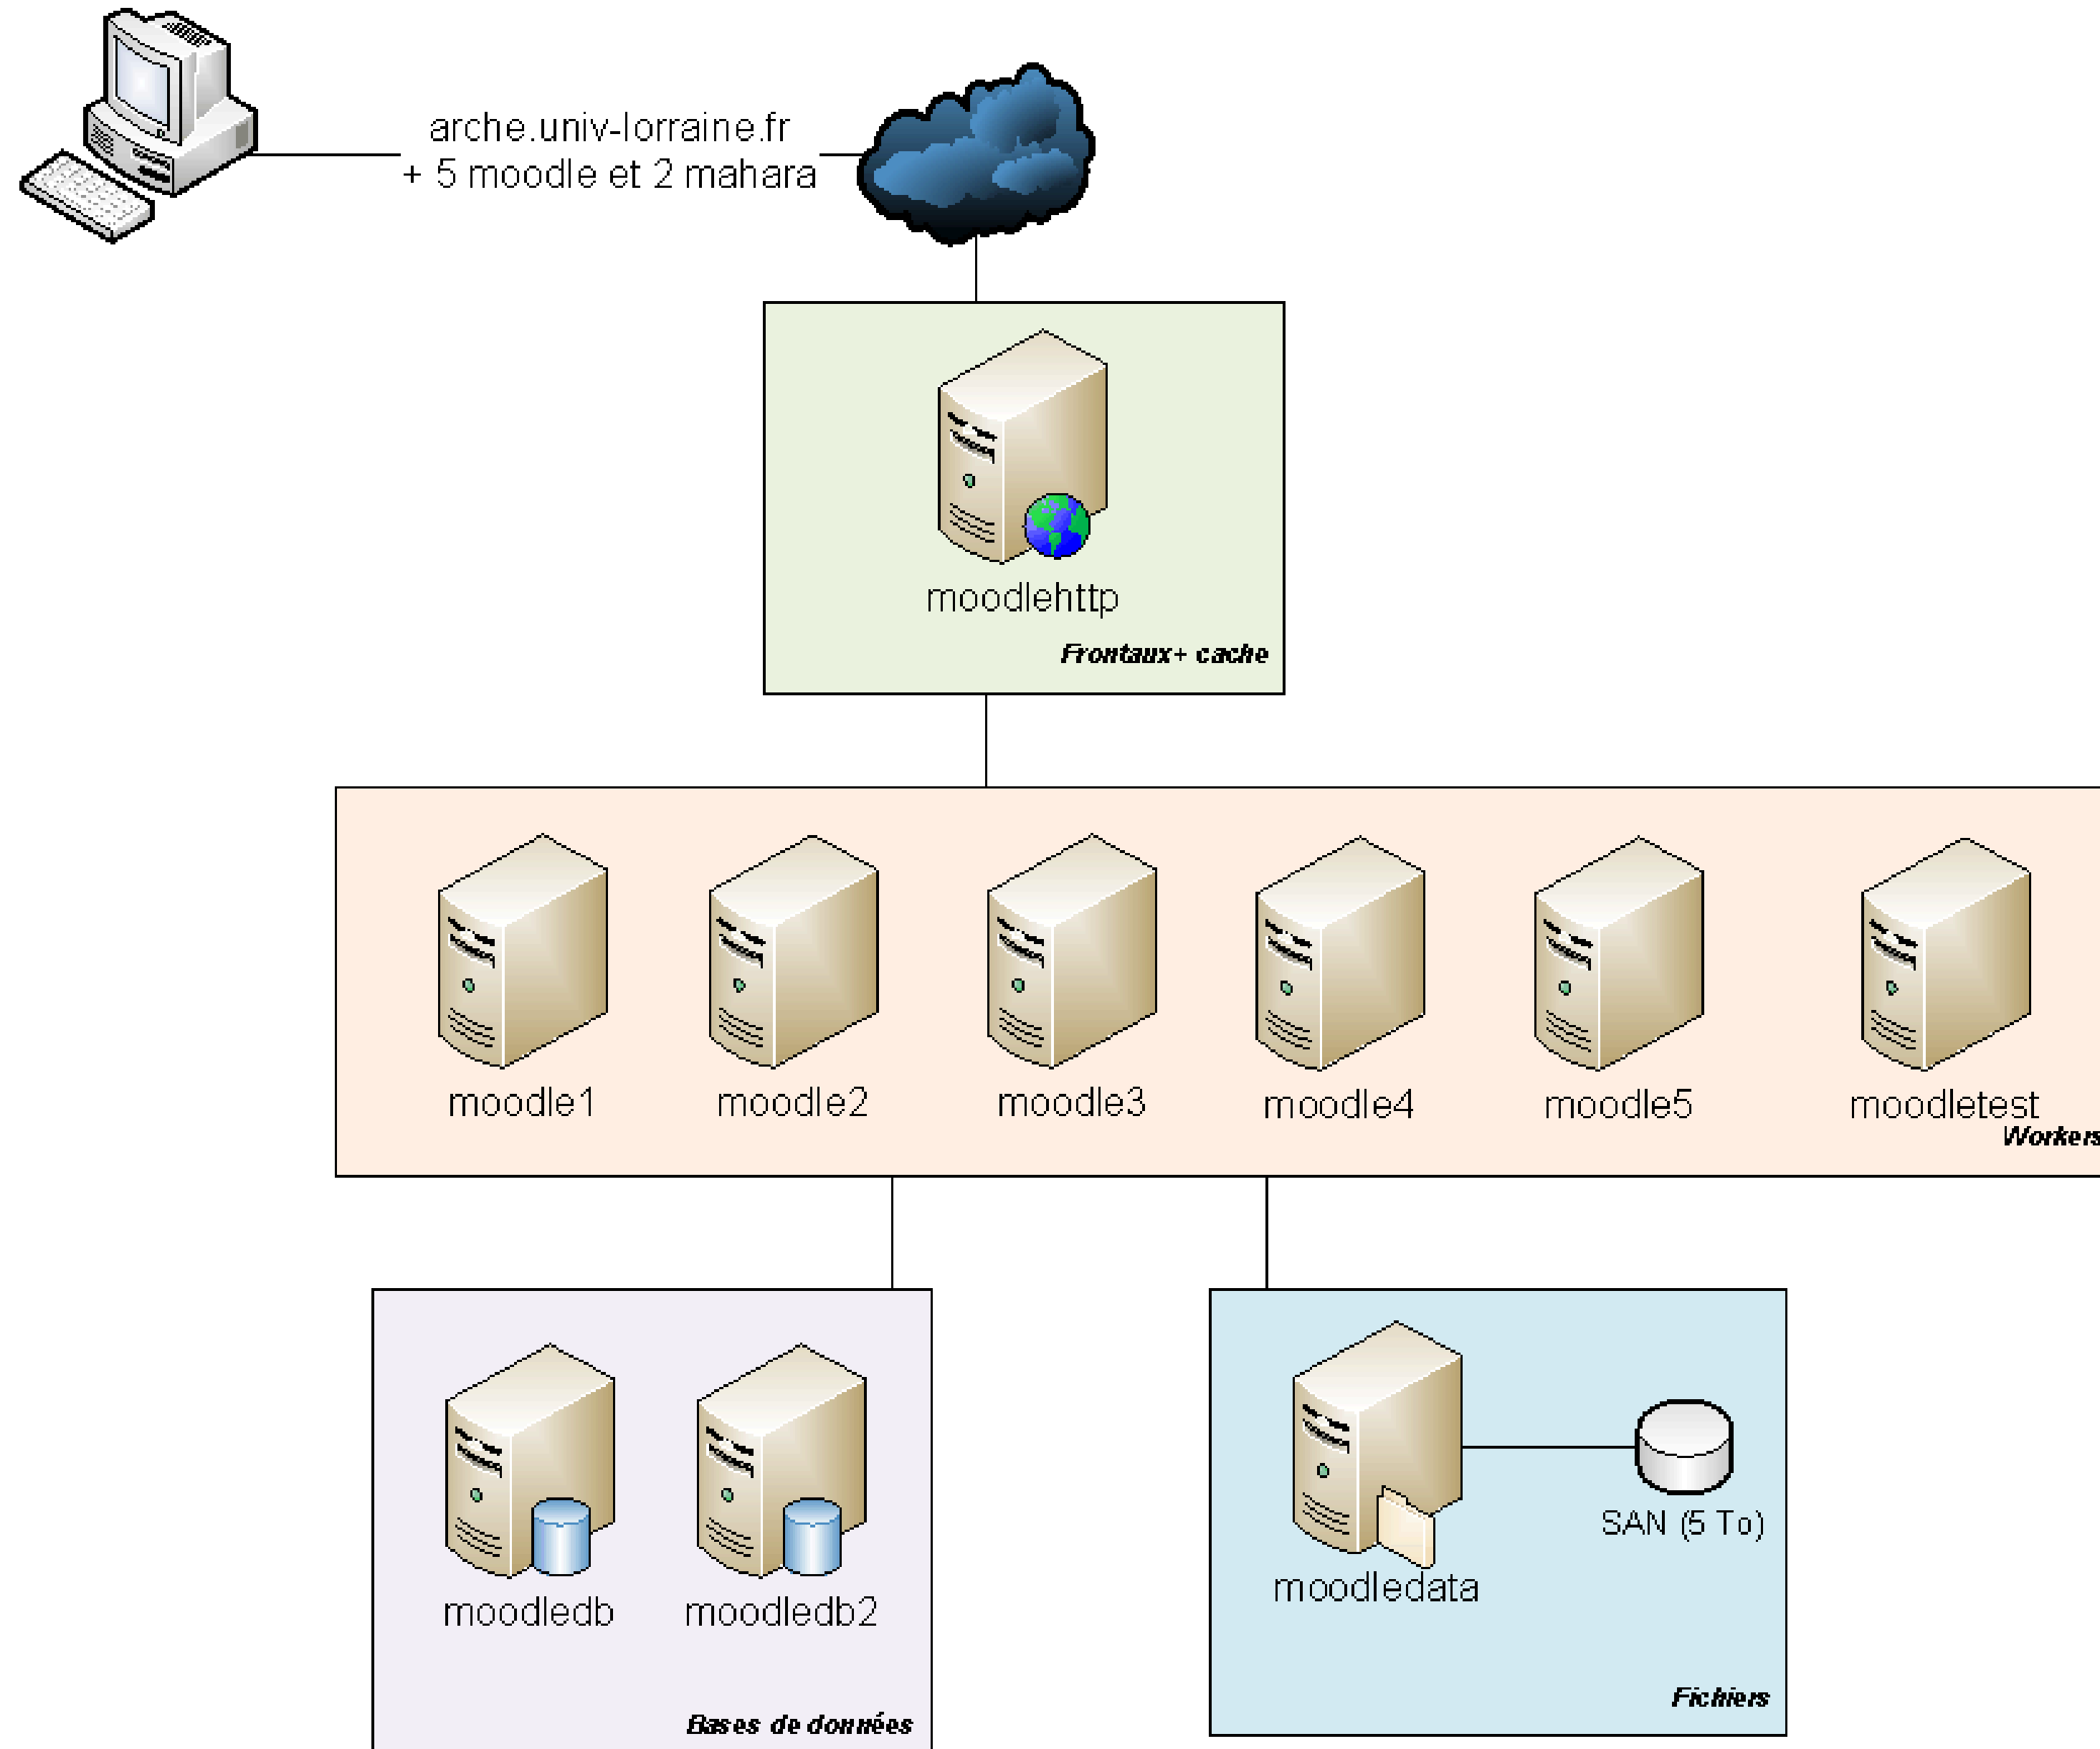 arche.univ-lorraine.fr
+ 5 moodle et 2 mahara
moodlehttp
Frontaux+ cache
moodle1
moodle2
moodle3
moodle4
moodle5
moodletest
Workers
moodledb
moodledb2
Bases de données
moodledata
SAN (5 To)
Fichiers